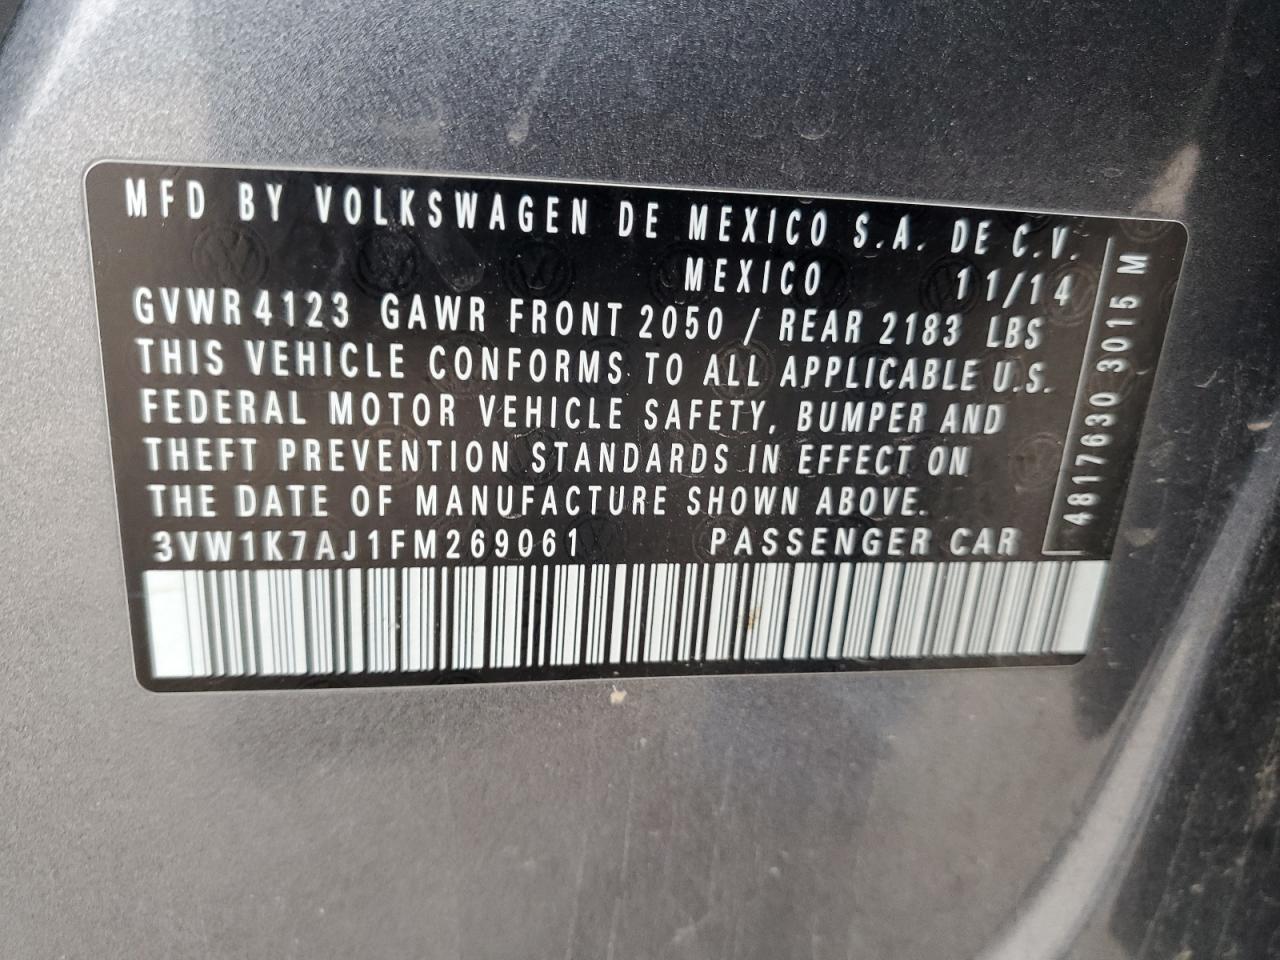 MFD BY VOLKSWAGEN DE MEXICO S.A. DE C.V.
MEXICO 11/14
GVWR 4123 GAWR FRONT 2050 / REAR 2183 LBS
THIS VEHICLE CONFORMS TO ALL APPLICABLE U.S.
FEDERAL MOTOR VEHICLE SAFETY, BUMPER AND
THEFT PREVENTION STANDARDS IN EFFECT ON
THE DATE OF MANUFACTURE SHOWN ABOVE.
3VW1K7AJ1FM269061 PASSENGER CAR
4817630 3015 M